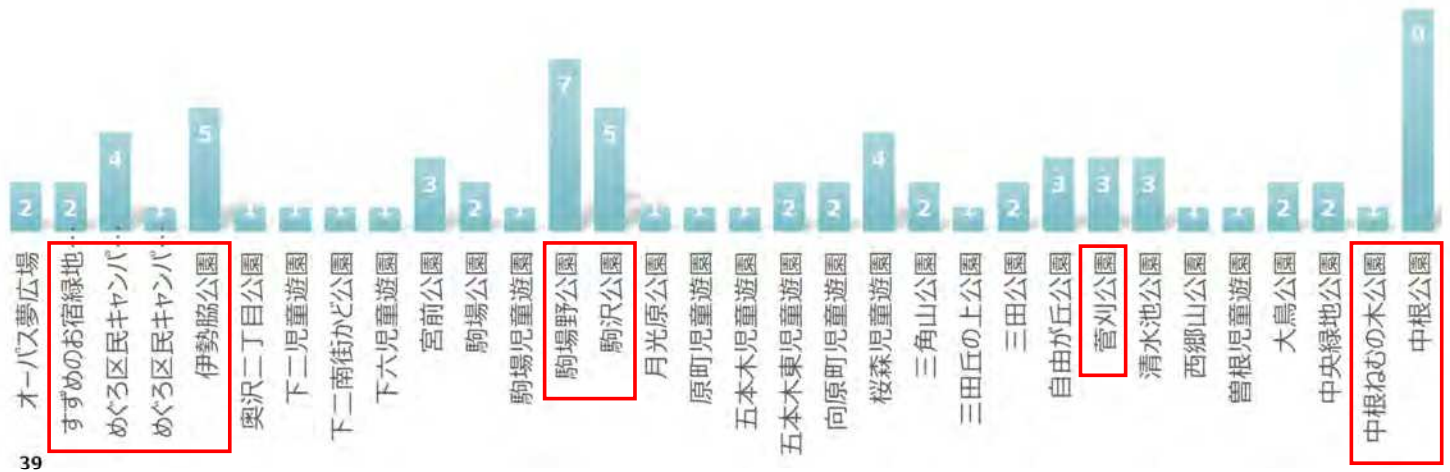 2 2 4 1 5 1 1 1 1 3 2 1 7 5 1 1 1 2 2 4 2 1 2 3 3 3 1 1 2 2 1 9
オーパス夢広場
すずめのお宿緑地…
めぐろ区民キャンパ…
めぐろ区民キャンパ…
伊勢脇公園
奥沢二丁目公園
下二児童遊園
下二南街かど公園
下六児童遊園
宮前公園
駒場公園
駒場児童遊園
駒場野公園
駒沢公園
月光原公園
原町児童遊園
五本木児童遊園
五本木東児童遊園
向原町児童遊園
桜森児童遊園
三角山公園
三田丘の上公園
三田公園
自由が丘公園
菅刈公園
清水池公園
西郷山公園
曽根児童遊園
大鳥公園
中央緑地公園
中根ねむの木公園
中根公園
39